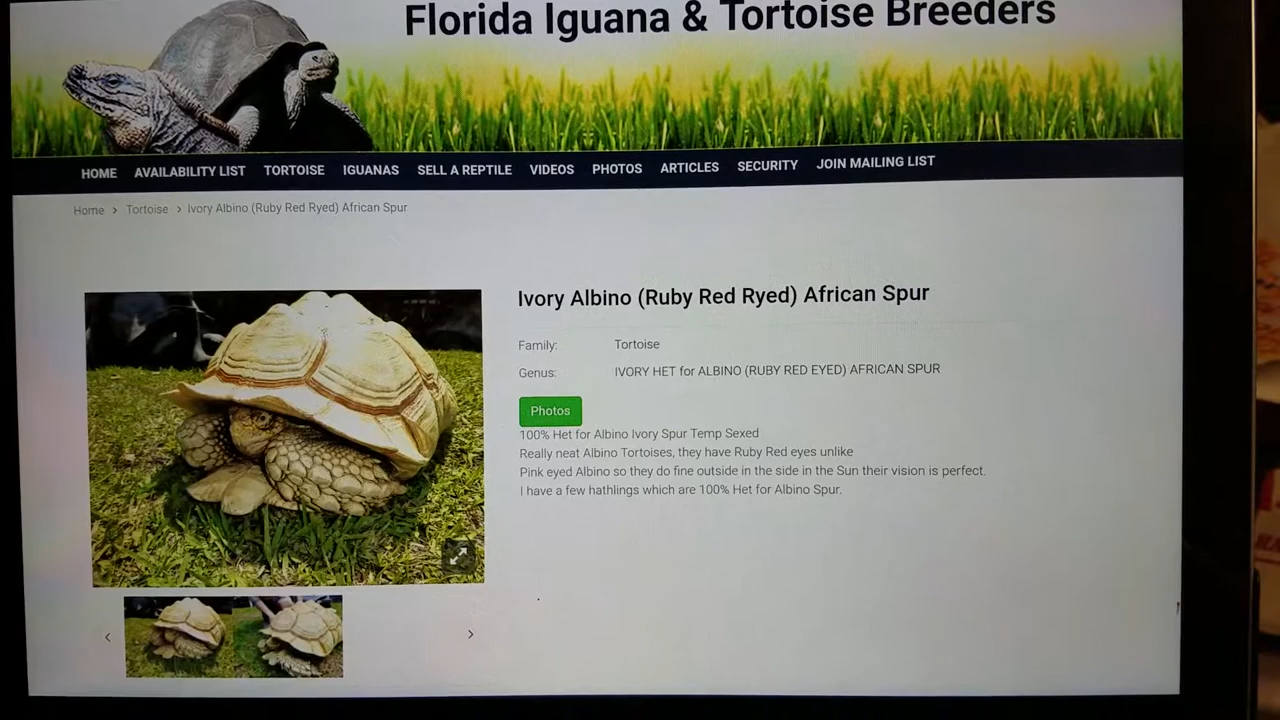 Florida Iguana & Tortoise Breeders
HOME AVAILABILITY LIST TORTOISE IGUANAS SELL A REPTILE VIDEOS PHOTOS ARTICLES SECURITY JOIN MAILING LIST
Home > Tortoise > Ivory Albino (Ruby Red Ryed) African Spur
Ivory Albino (Ruby Red Ryed) African Spur
Family: Tortoise
Genus: IVORY HET for ALBINO (RUBY RED EYED) AFRICAN SPUR
Photos
100% Het for Albino Ivory Spur Temp Sexed
Really neat Albino Tortoises, they have Ruby Red eyes unlike
Pink eyed Albino so they do fine outside in the side in the Sun their vision is perfect.
I have a few hathlings which are 100% Het for Albino Spur.